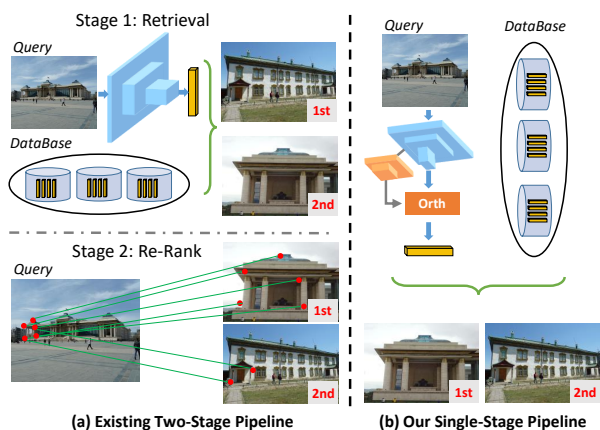 Stage 1: Retrieval
Query
1st
DataBase
2nd
Stage 2: Re-Rank
Query
1st
2nd
(a) Existing Two-Stage Pipeline
Query
DataBase
Orth
1st
2nd
(b) Our Single-Stage Pipeline